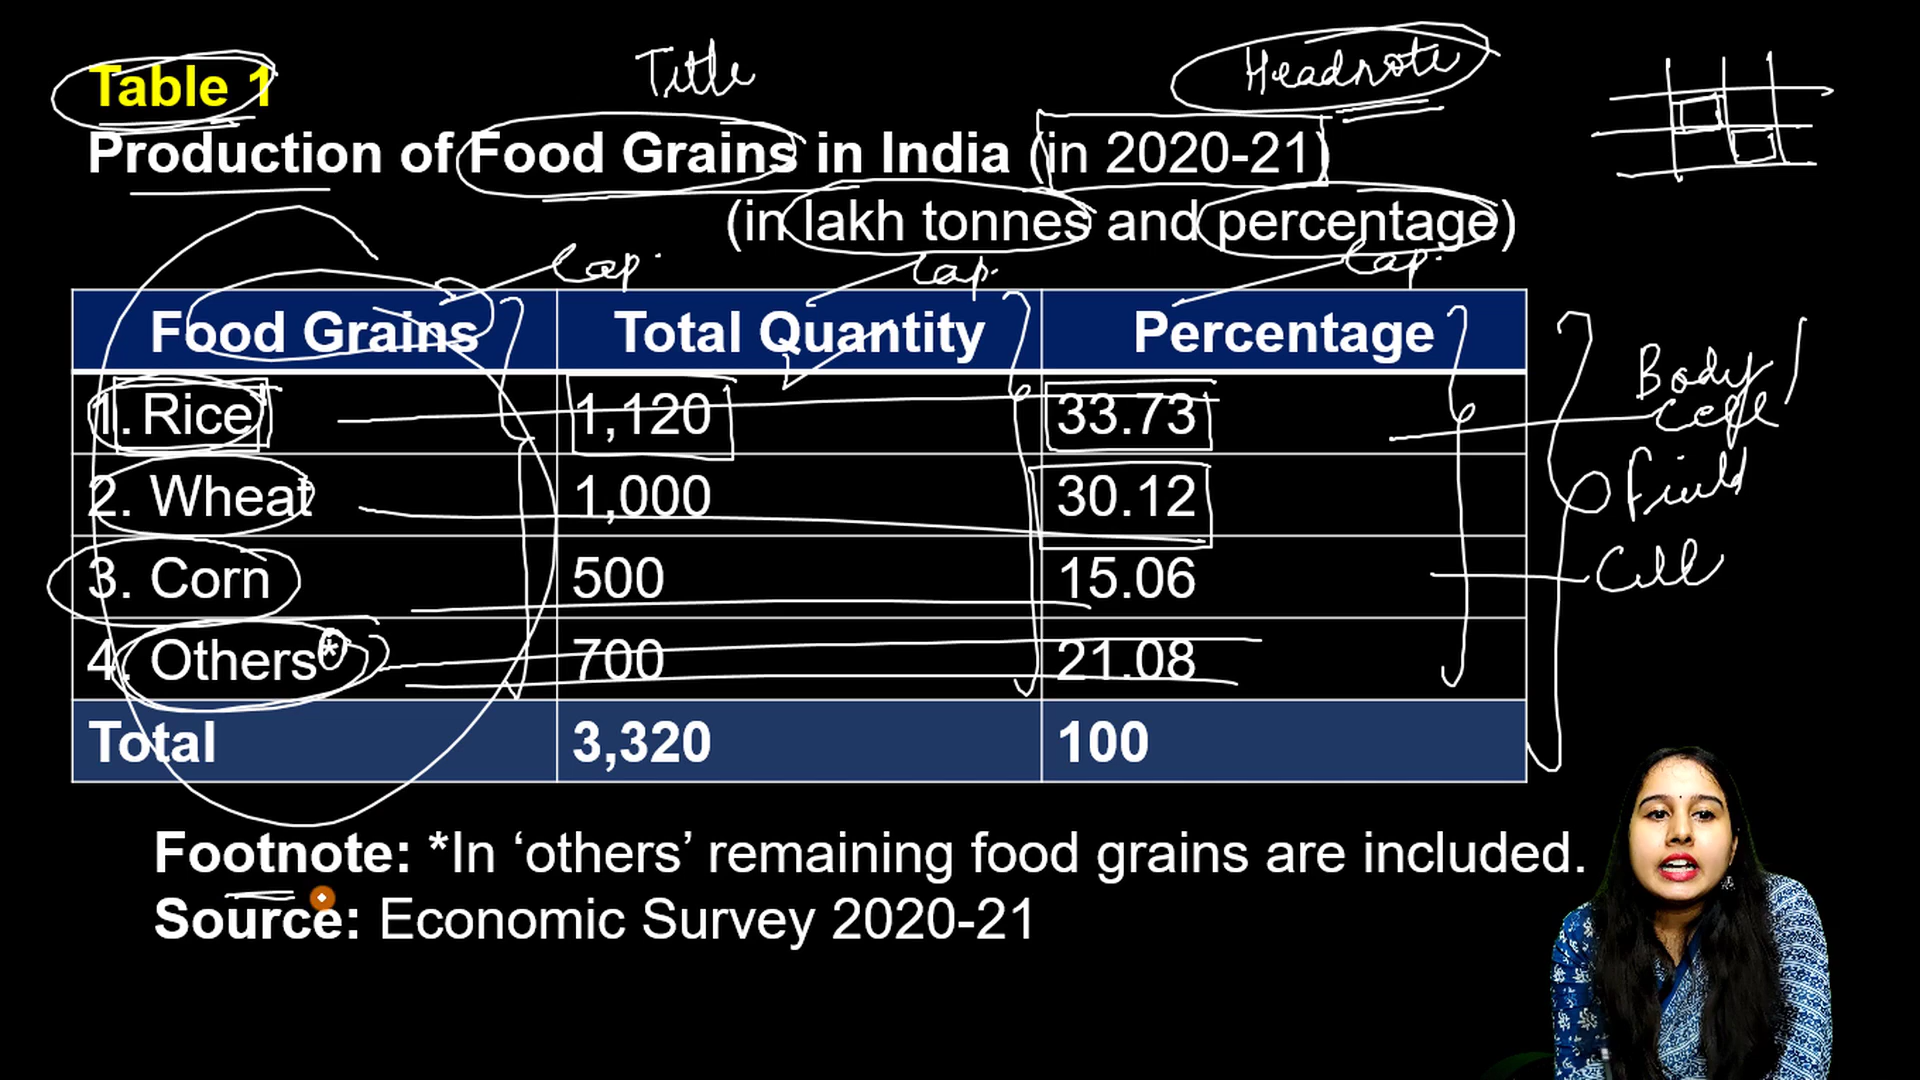 Table 1
Title
Headnote
Production of Food Grains in India (in 2020-21)
(in lakh tonnes and percentage)
Cap.
Cap.
Cap.
Food Grains Total Quantity Percentage
1. Rice 1,120 33.73
2. Wheat 1,000 30.12
3. Corn 500 15.06
4. Others* 700 21.08
Total 3,320 100
Body/
Field
Cell
Footnote: *In ‘others’ remaining food grains are included.
Source: Economic Survey 2020-21